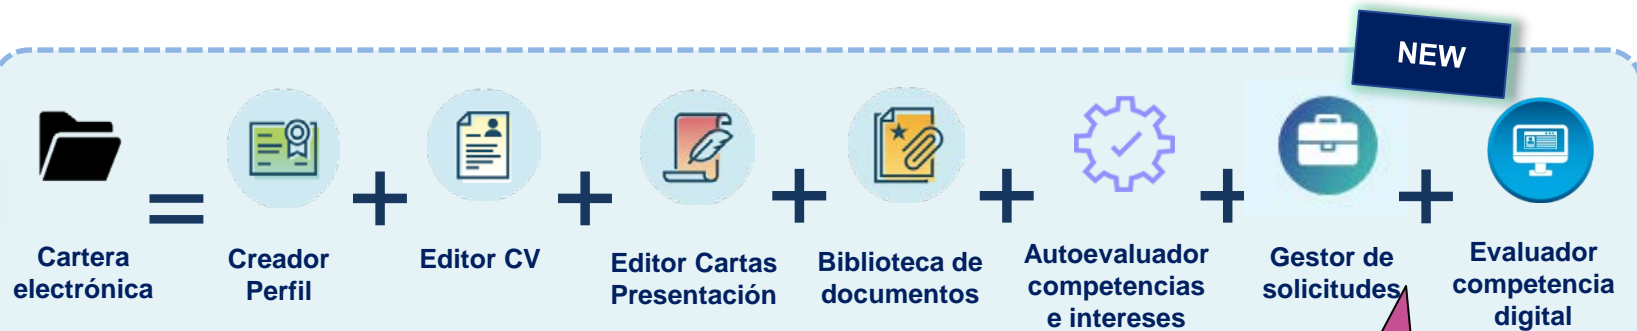 NEW
Cartera
electrónica
=
Creador
Perfil
+
Editor CV
+
Editor Cartas
Presentación
+
Biblioteca de
documentos
+
Autoevaluador
competencias
e intereses
+
Gestor de
solicitudes
+
Evaluador
competencia
digital